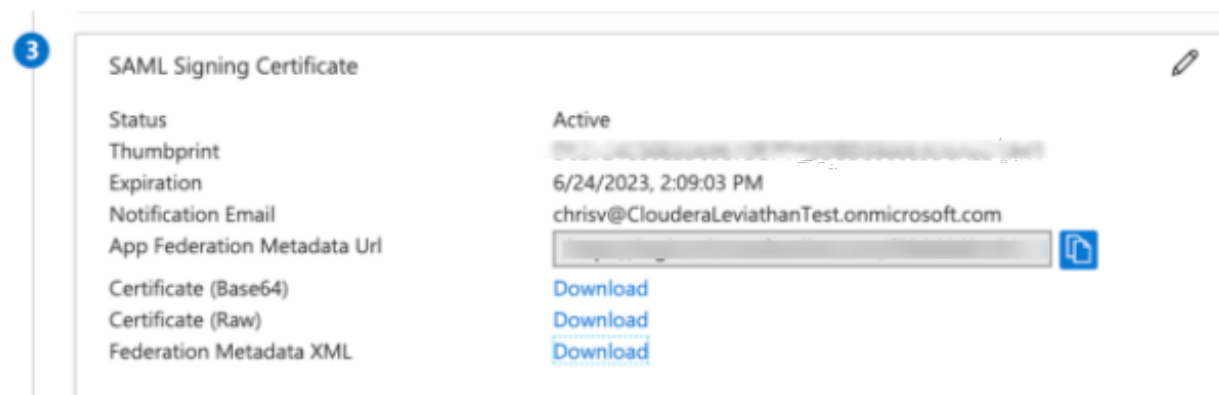 3
SAML Signing Certificate
Status Active
Thumbprint
Expiration 6/24/2023, 2:09:03 PM
Notification Email chrisv@ClouderaLeviathanTest.onmicrosoft.com
App Federation Metadata Url
Certificate (Base64) Download
Certificate (Raw) Download
Federation Metadata XML Download